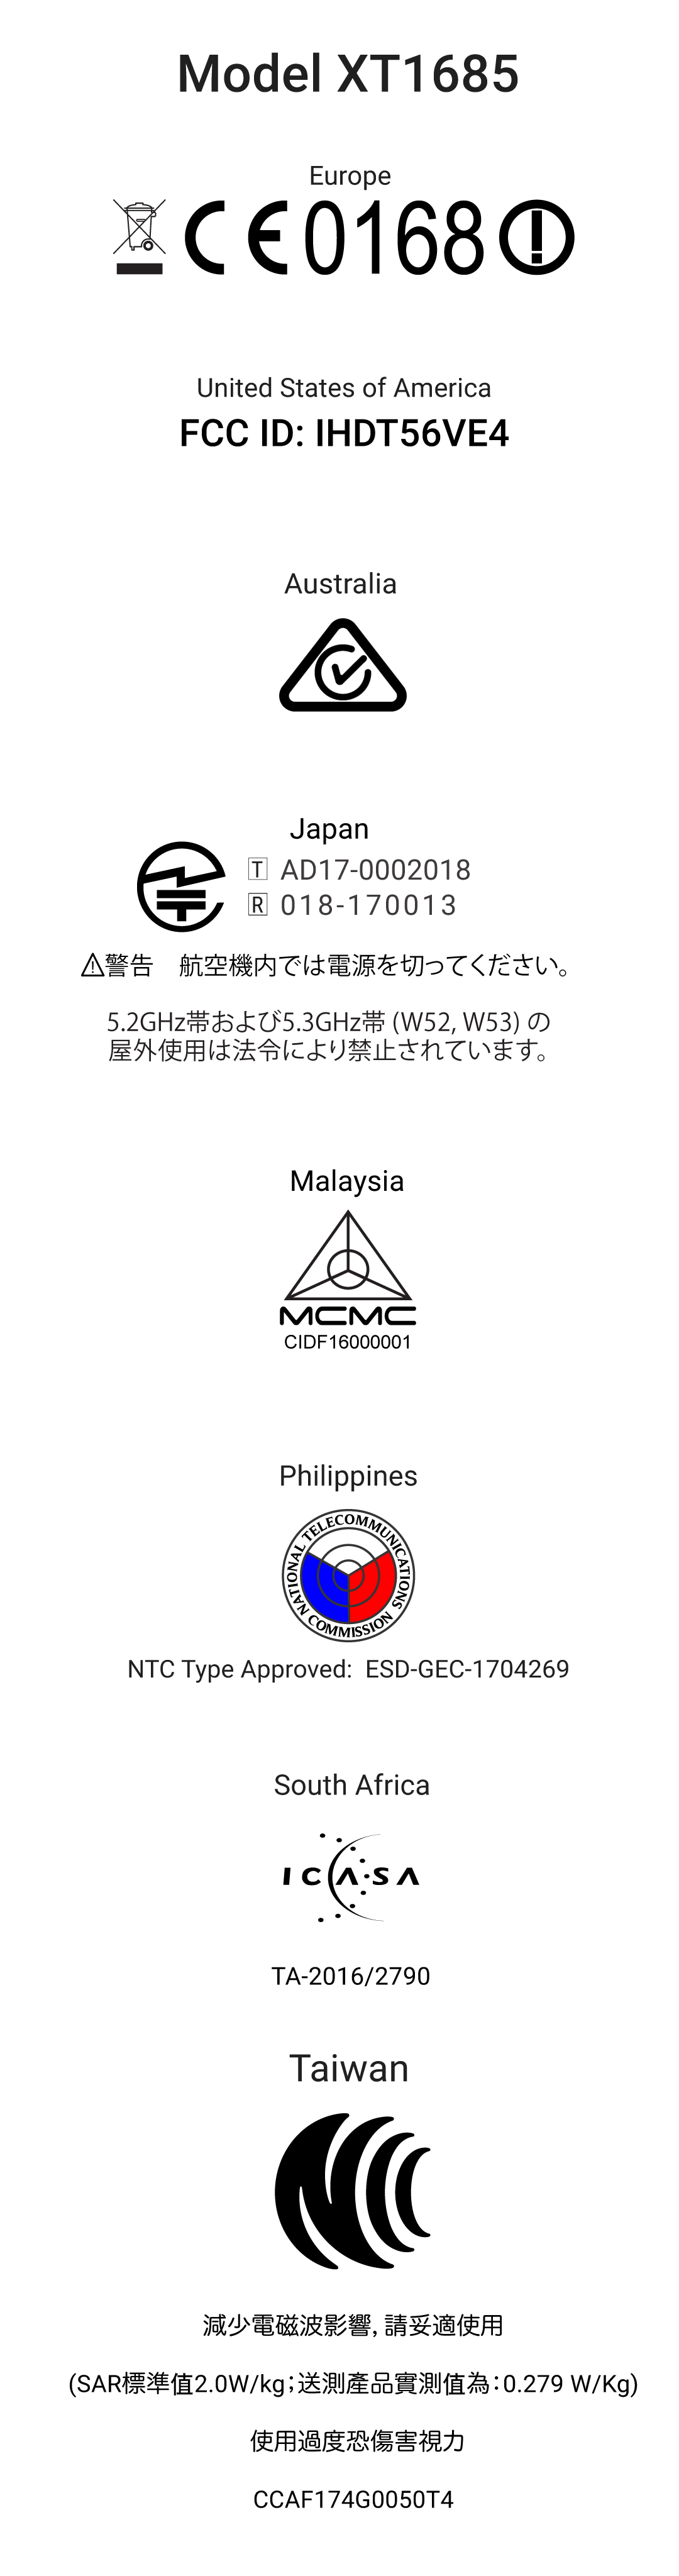 Model XT1685
Europe
CE0168
United States of America
FCC ID: IHDT56VE4
Australia
Japan
T AD17-0002018
R 018-170013
⚠警告　航空機内では電源を切ってください。
5.2GHz帯および5.3GHz帯 (W52, W53) の
屋外使用は法令により禁止されています。
Malaysia
MCMC
CIDF16000001
Philippines
NATIONAL TELECOMMUNICATIONS COMMISSION
NTC Type Approved: ESD-GEC-1704269
South Africa
ICASA
TA-2016/2790
Taiwan
減少電磁波影響, 請妥適使用
(SAR標準值2.0W/kg；送測產品實測值為：0.279 W/Kg)
使用過度恐傷害視力
CCAF174G0050T4